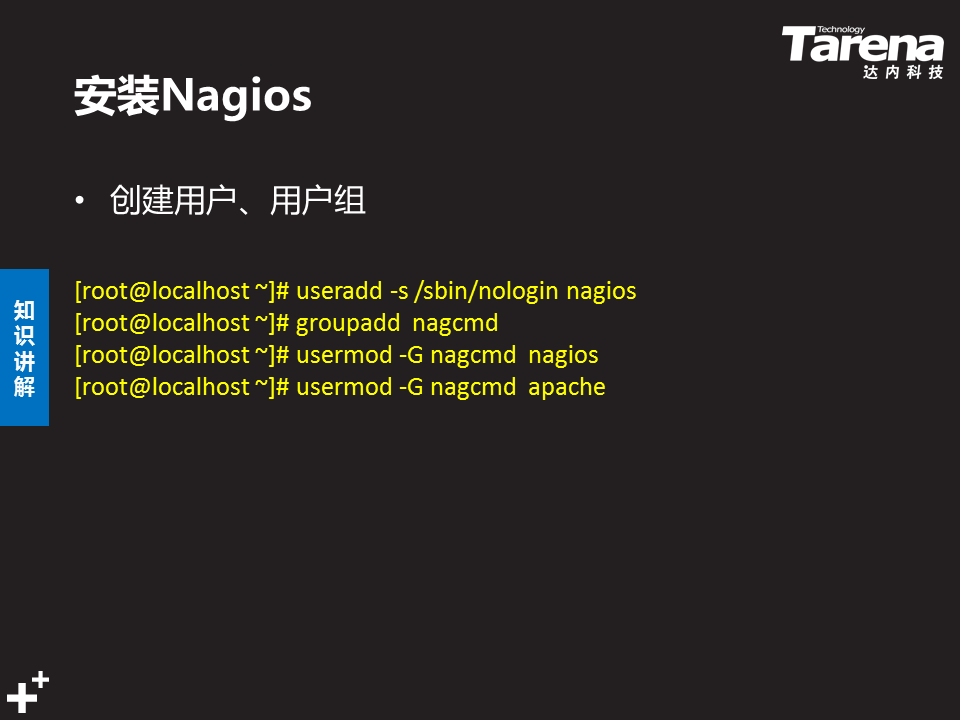 Technology
Tarena
达内科技
安装Nagios
• 创建用户、用户组
[root@localhost ~]# useradd -s /sbin/nologin nagios
[root@localhost ~]# groupadd  nagcmd
[root@localhost ~]# usermod -G nagcmd  nagios
[root@localhost ~]# usermod -G nagcmd  apache
知识讲解